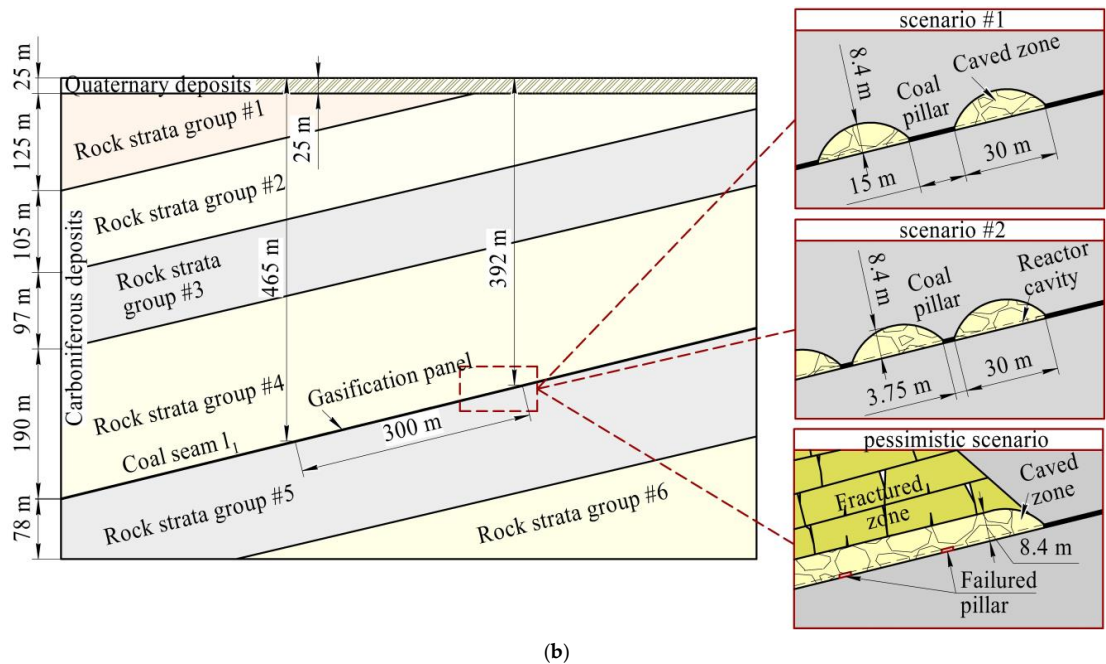 25 m
125 m
105 m
97 m
190 m
78 m
Carboniferous deposits
Quaternary deposits
Rock strata group #1
25 m
Rock strata group #2
Rock strata
group #3
465 m
392 m
Rock strata group #4
Gasification panel
300 m
Coal seam l₁
Rock strata group #5
Rock strata group #6
scenario #1
8.4 m
Coal
pillar
Caved zone
15 m
30 m
scenario #2
8.4 m
Coal
pillar
Reactor
cavity
3.75 m
30 m
pessimistic scenario
Fractured
zone
Caved
zone
8.4 m
Failured
pillar
(b)